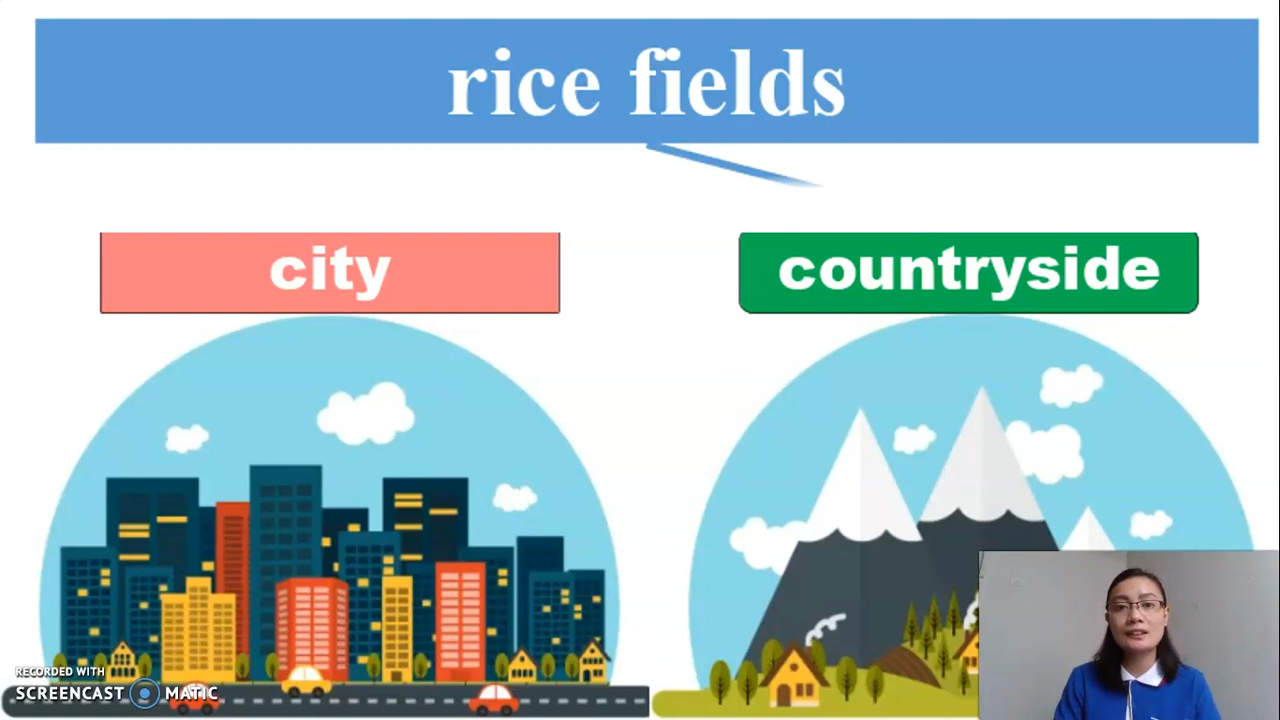 rice fields
city
countryside
RECORDED WITH
SCREENCAST MATIC